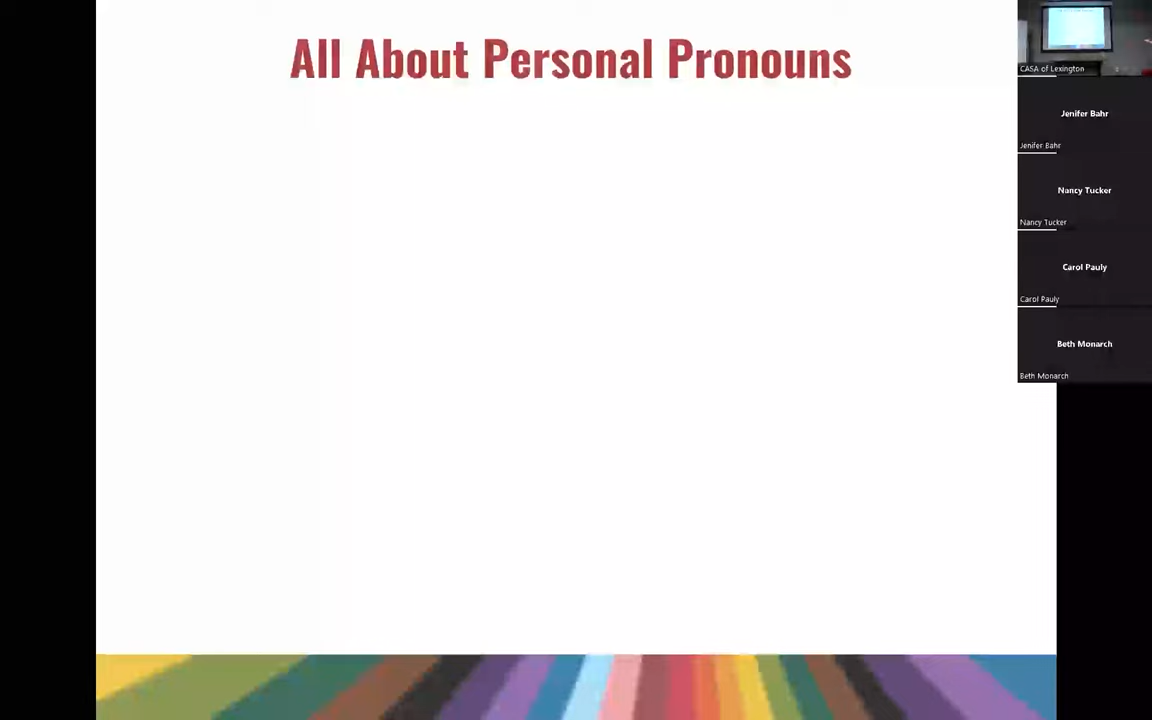 All About Personal Pronouns
CASA of Lexington
Jenifer Bahr
Jenifer Bahr
Nancy Tucker
Nancy Tucker
Carol Pauly
Carol Pauly
Beth Monarch
Beth Monarch